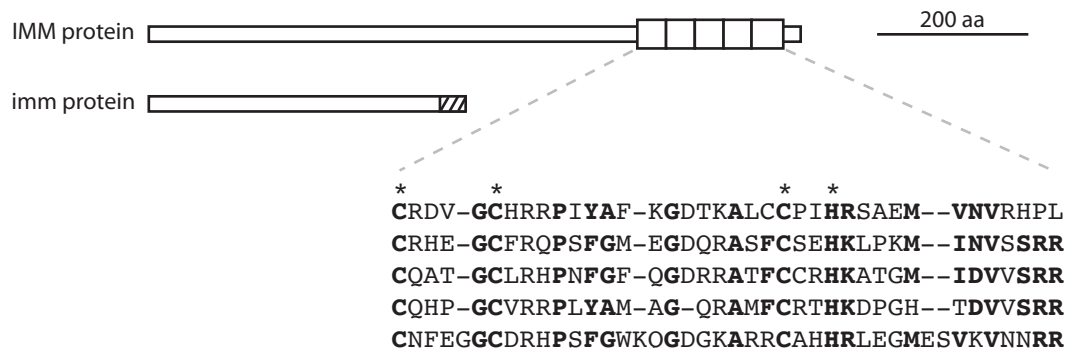 IMM protein
200 aa
imm protein
* * * *
CRDV-GCHRRPIYAF-KGDTKALCCPIHRSAEM--VNVRHPL
CRHE-GCFRQPSFGM-EGDQRASFCSEHKLPKM--INVSSRR
CQAT-GCLRHPNFGF-QGDRRATFCCRHKATGM--IDVVSRR
CQHP-GCVRRPLYAM-AG-QRAMFCRTHKDPGH--TDVVSRR
CNFEGGCDRHPSFGWKQGDGKARRCAHHRLEGMESVKVNNRR